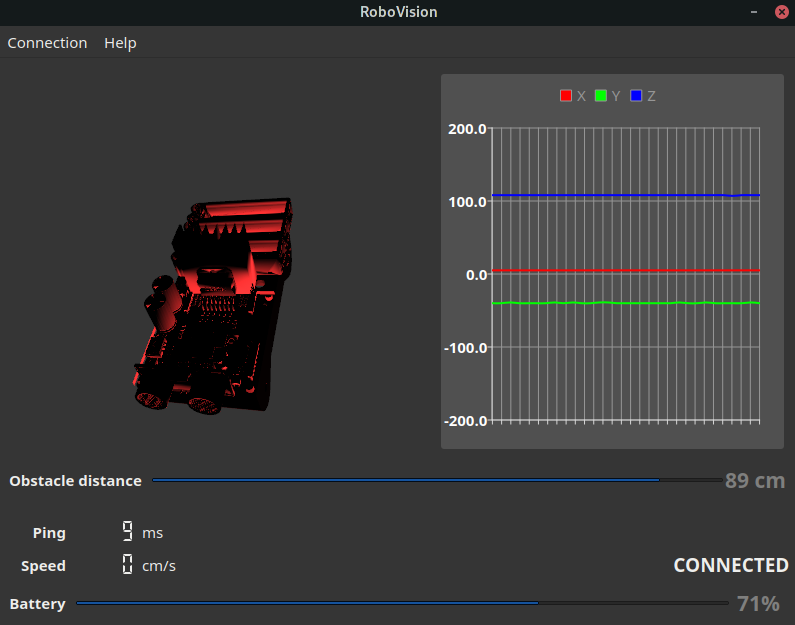 RoboVision
Connection Help
X Y Z
200.0
100.0
0.0
-100.0
-200.0
Obstacle distance 89 cm
Ping 9 ms
Speed 0 cm/s
CONNECTED
Battery 71%